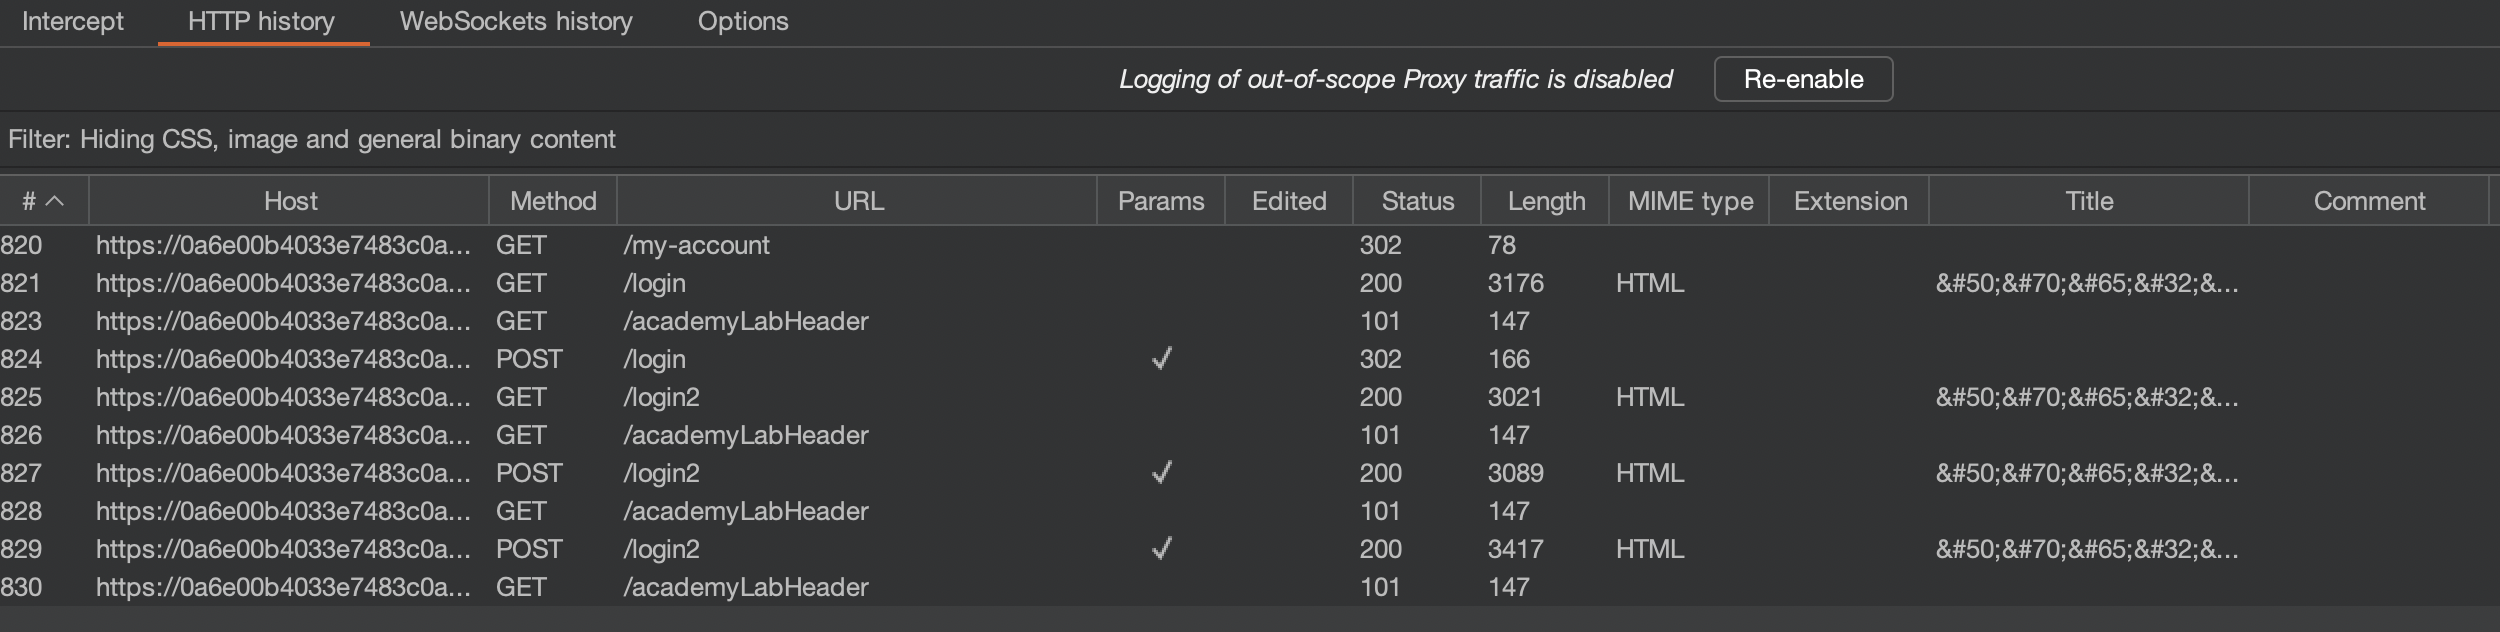 Intercept HTTP history WebSockets history Options
Logging of out-of-scope Proxy traffic is disabled Re-enable
Filter: Hiding CSS, image and general binary content
# Host Method URL Params Edited Status Length MIME type Extension Title Comment
820 https://0a6e00b4033e7483c0a... GET /my-account 302 78
821 https://0a6e00b4033e7483c0a... GET /login 200 3176 HTML &#50;&#70;&#65;&#32;&...
823 https://0a6e00b4033e7483c0a... GET /academyLabHeader 101 147
824 https://0a6e00b4033e7483c0a... POST /login ✓ 302 166
825 https://0a6e00b4033e7483c0a... GET /login2 200 3021 HTML &#50;&#70;&#65;&#32;&...
826 https://0a6e00b4033e7483c0a... GET /academyLabHeader 101 147
827 https://0a6e00b4033e7483c0a... POST /login2 ✓ 200 3089 HTML &#50;&#70;&#65;&#32;&...
828 https://0a6e00b4033e7483c0a... GET /academyLabHeader 101 147
829 https://0a6e00b4033e7483c0a... POST /login2 ✓ 200 3417 HTML &#50;&#70;&#65;&#32;&...
830 https://0a6e00b4033e7483c0a... GET /academyLabHeader 101 147